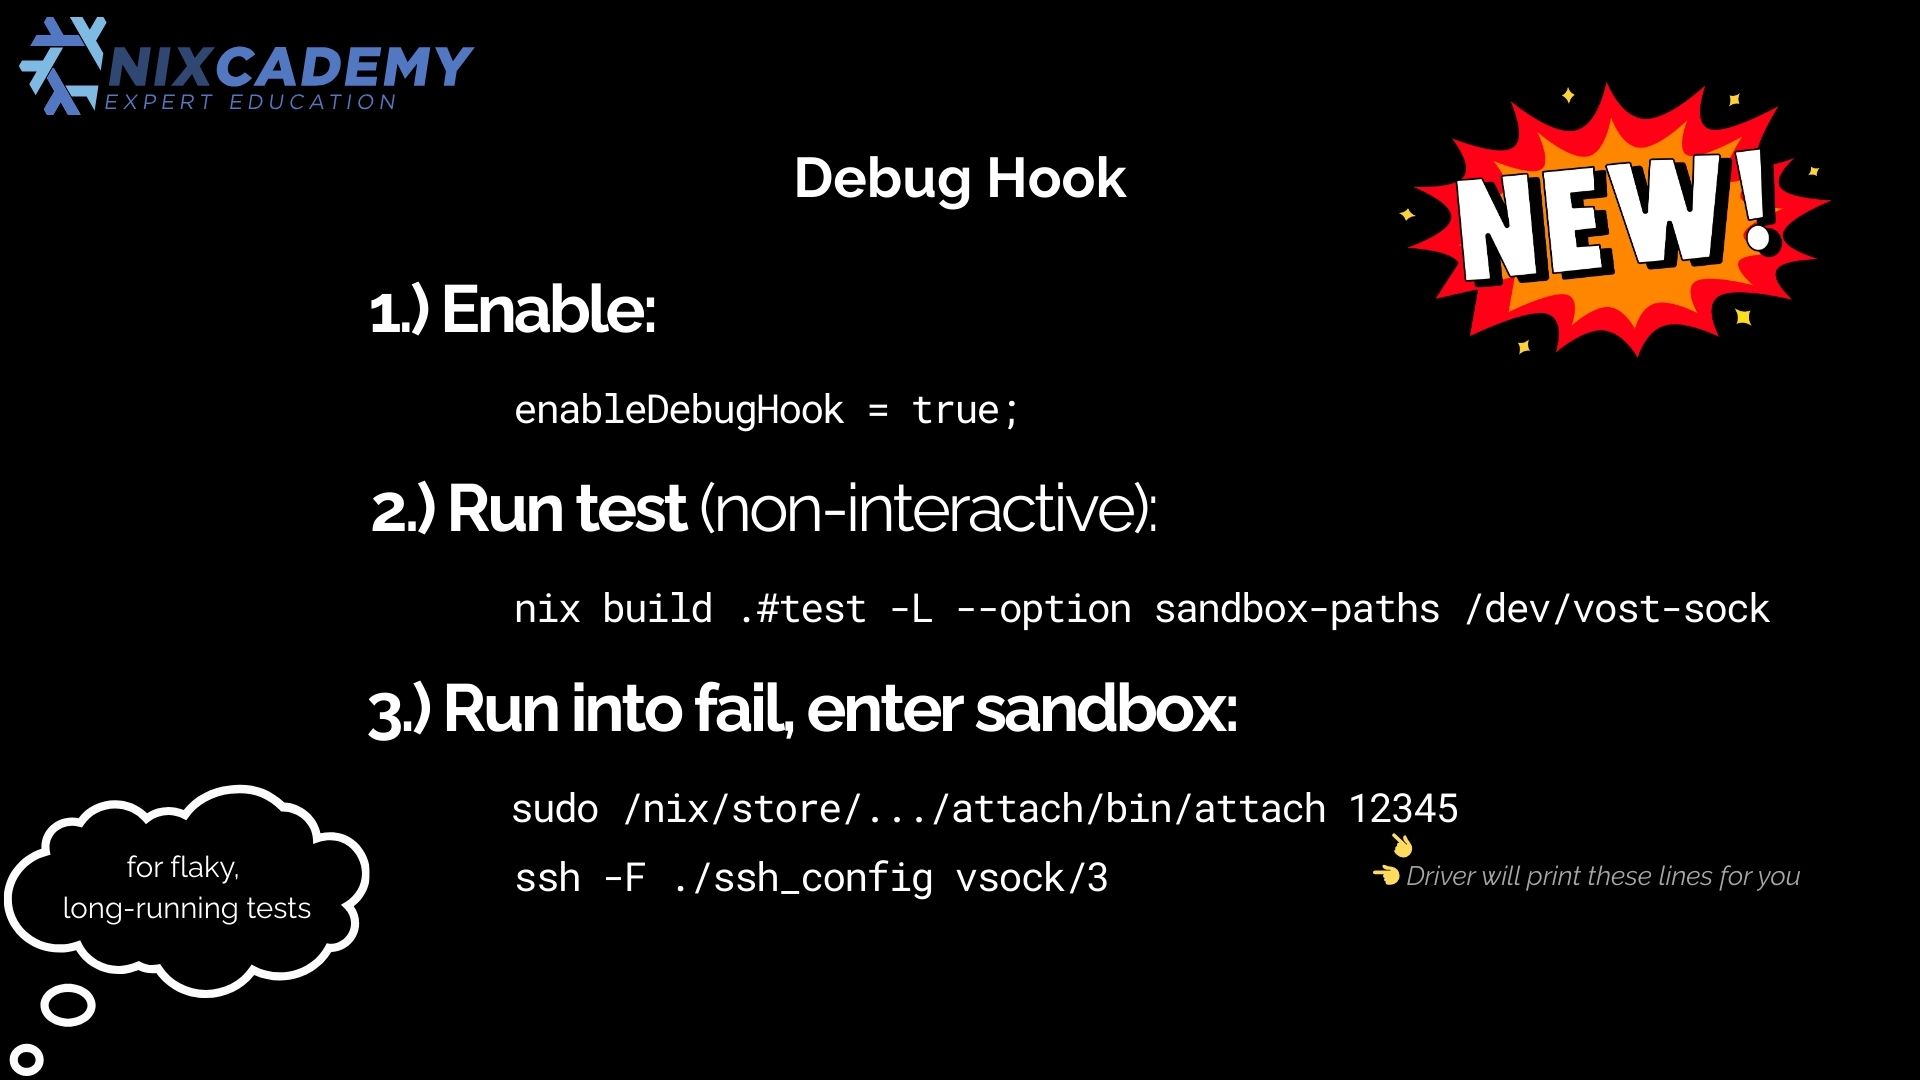 NIXCADEMY
EXPERT EDUCATION
NEW!
Debug Hook
1.) Enable:
enableDebugHook = true;
2.) Run test (non-interactive):
nix build .#test -L --option sandbox-paths /dev/vost-sock
3.) Run into fail, enter sandbox:
sudo /nix/store/.../attach/bin/attach 12345
ssh -F ./ssh_config vsock/3
Driver will print these lines for you
for flaky,
long-running tests